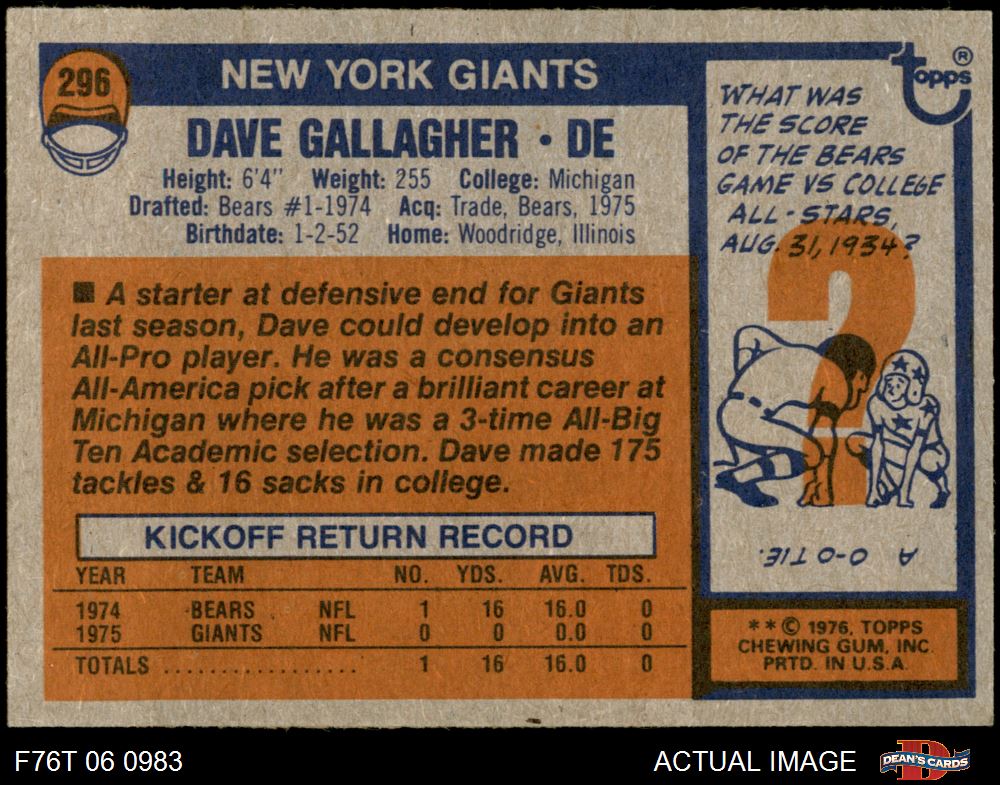 296
NEW YORK GIANTS
DAVE GALLAGHER • DE
Height: 6'4" Weight: 255 College: Michigan
Drafted: Bears #1-1974 Acq: Trade, Bears, 1975
Birthdate: 1-2-52 Home: Woodridge, Illinois
■ A starter at defensive end for Giants
last season, Dave could develop into an
All-Pro player. He was a consensus
All-America pick after a brilliant career at
Michigan where he was a 3-time All-Big
Ten Academic selection. Dave made 175
tackles & 16 sacks in college.
KICKOFF RETURN RECORD
YEAR TEAM NO. YDS. AVG. TDS.
1974 BEARS NFL 1 16 16.0 0
1975 GIANTS NFL 0 0 0.0 0
TOTALS .................. 1 16 16.0 0
Topps ®
WHAT WAS
THE SCORE
OF THE BEARS
GAME VS COLLEGE
ALL-STARS,
AUG. 31, 1934?
A 0-0 TIE.
** © 1976, TOPPS
CHEWING GUM, INC.
PRTD. IN U.S.A.
F76T 06 0983
ACTUAL IMAGE
D
DEAN'S CARDS